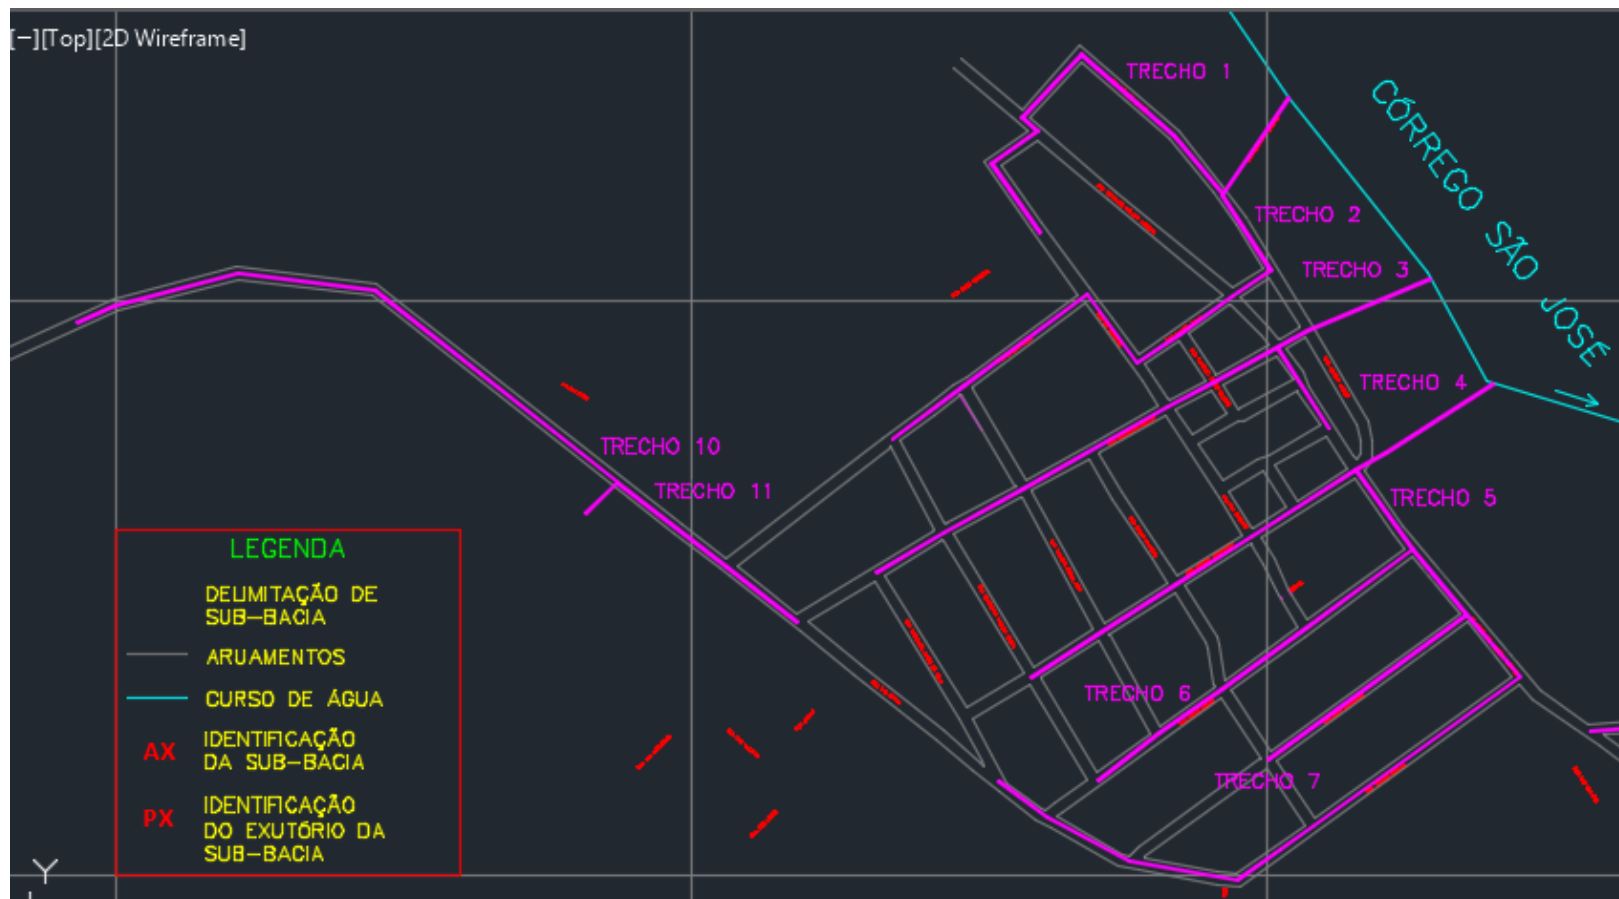 [−][Top][2D Wireframe]
TRECHO 1
CÓRREGO SÃO JOSÉ
TRECHO 2
TRECHO 3
TRECHO 4
TRECHO 10
TRECHO 11
TRECHO 5
TRECHO 6
TRECHO 7
LEGENDA
DELIMITAÇÃO DE
SUB-BACIA
ARUAMENTOS
CURSO DE ÁGUA
AX
IDENTIFICAÇÃO
DA SUB-BACIA
PX
IDENTIFICAÇÃO
DO EXUTÓRIO DA
SUB-BACIA
Y